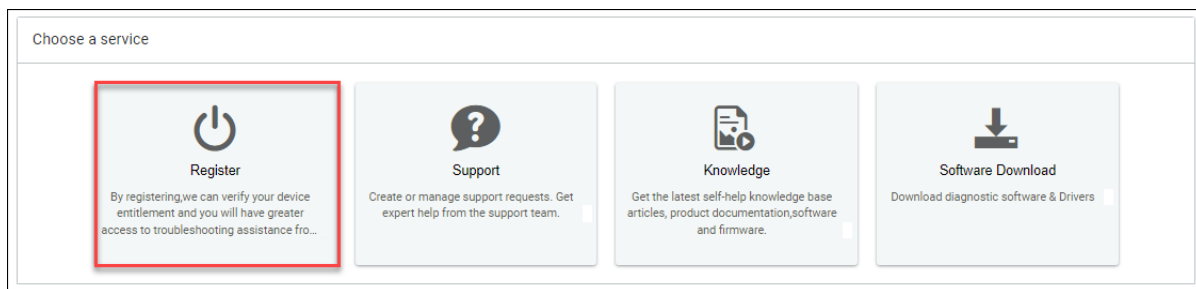 Choose a service
Register
By registering,we can verify your device
entitlement and you will have greater
access to troubleshooting assistance fro...
Support
Create or manage support requests. Get
expert help from the support team.
Knowledge
Get the latest self-help knowledge base
articles, product documentation,software
and firmware.
Software Download
Download diagnostic software & Drivers